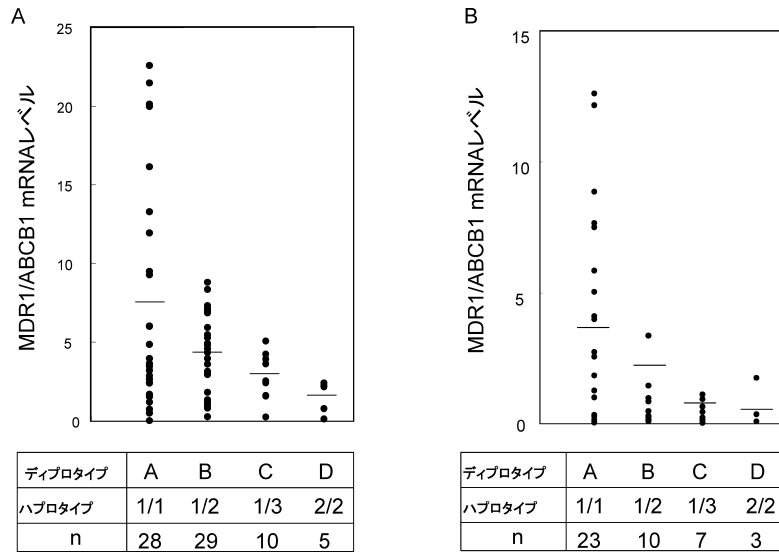 A
MDR1/ABCB1 mRNAレベル
25
20
15
10
5
0
ディプロタイプ A B C D
ハプロタイプ 1/1 1/2 1/3 2/2
n 28 29 10 5
B
MDR1/ABCB1 mRNAレベル
15
10
5
0
ディプロタイプ A B C D
ハプロタイプ 1/1 1/2 1/3 2/2
n 23 10 7 3